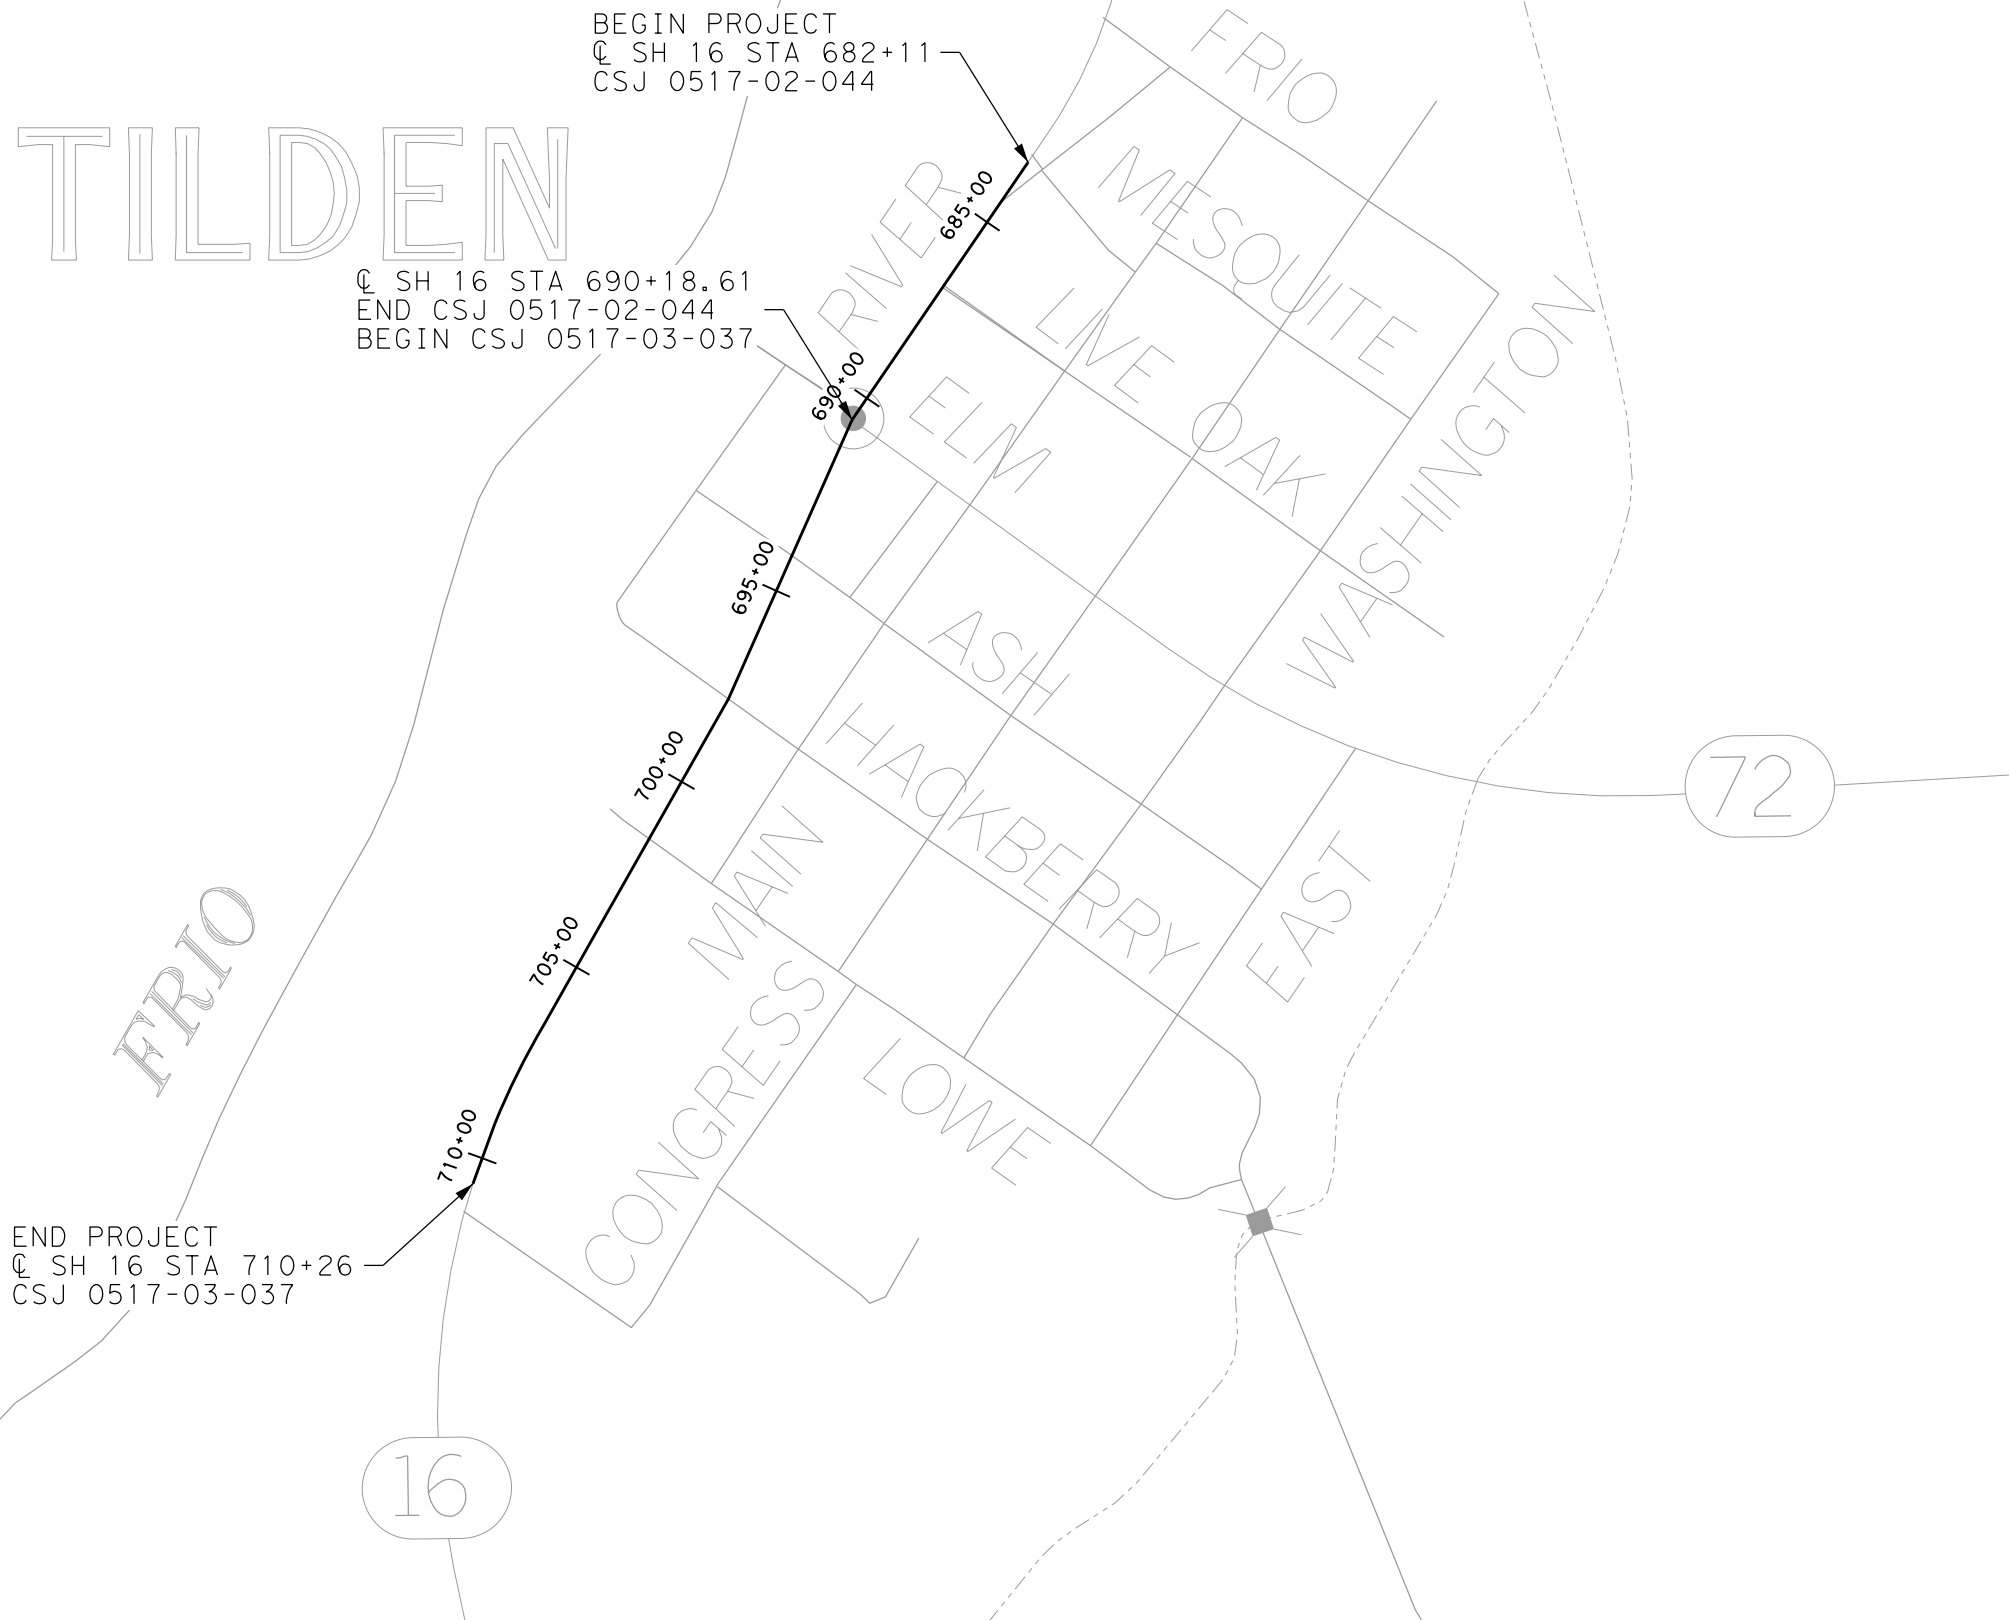 BEGIN PROJECT
℄ SH 16 STA 682+11
CSJ 0517-02-044
TILDEN
℄ SH 16 STA 690+18.61
END CSJ 0517-02-044
BEGIN CSJ 0517-03-037
FRIO
MESQUITE
RIVER
685+00
LIVE OAK
WASHINGTON
690+00
ELM
695+00
ASH
700+00
HACKBERRY
72
MAIN
EAST
FRIO
705+00
CONGRESS
LOWE
710+00
END PROJECT
℄ SH 16 STA 710+26
CSJ 0517-03-037
16